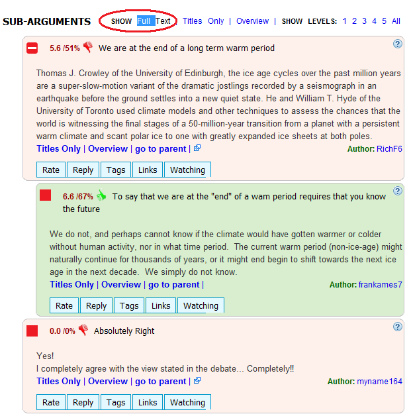 SUB-ARGUMENTS SHOW Full Text Titles Only | Overview | SHOW LEVELS: 1 2 3 4 5 All
5.6 /51% We are at the end of a long term warm period ?
Thomas J. Crowley of the University of Edinburgh, the ice age cycles over the past million years
are a super-slow-motion variant of the dramatic jostlings recorded by a seismograph in an
earthquake before the ground settles into a new quiet state. He and William T. Hyde of the
University of Toronto used climate models and other techniques to assess the chances that the
world is witnessing the final stages of a 50-million-year transition from a planet with a persistent
warm climate and scant polar ice to one with greatly expanded ice sheets at both poles.
Titles Only | Overview | go to parent | Author: RichF6
Rate Reply Tags Links Watching
6.6 /67% To say that we are at the "end" of a warm period requires that you know ?
the future
We do not, and perhaps cannot know if the climate would have gotten warmer or colder
without human activity, nor in what time period. The current warm period (non-ice-age) might
naturally continue for thousands of years, or it might end begin to shift towards the next ice
age in the next decade. We simply do not know.
Titles Only | Overview | go to parent | Author: frankames7
Rate Reply Tags Links Watching
0.0 /0% Absolutely Right ?
Yes!
I completely agree with the view stated in the debate... Completely!!
Titles Only | Overview | go to parent | Author: myname164
Rate Reply Tags Links Watching